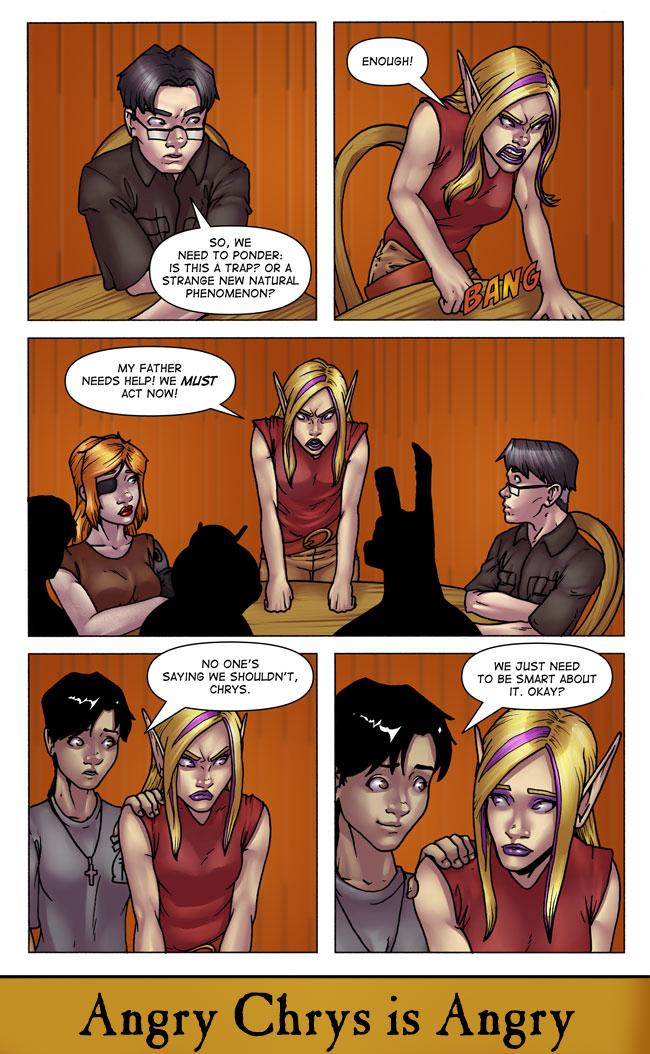 SO, WE
NEED TO PONDER:
IS THIS A TRAP? OR A
STRANGE NEW NATURAL
PHENOMENON?
ENOUGH!
BANG
MY FATHER
NEEDS HELP! WE MUST
ACT NOW!
NO ONE'S
SAYING WE SHOULDN'T,
CHRYS.
WE JUST NEED
TO BE SMART ABOUT
IT. OKAY?
Angry Chrys is Angry